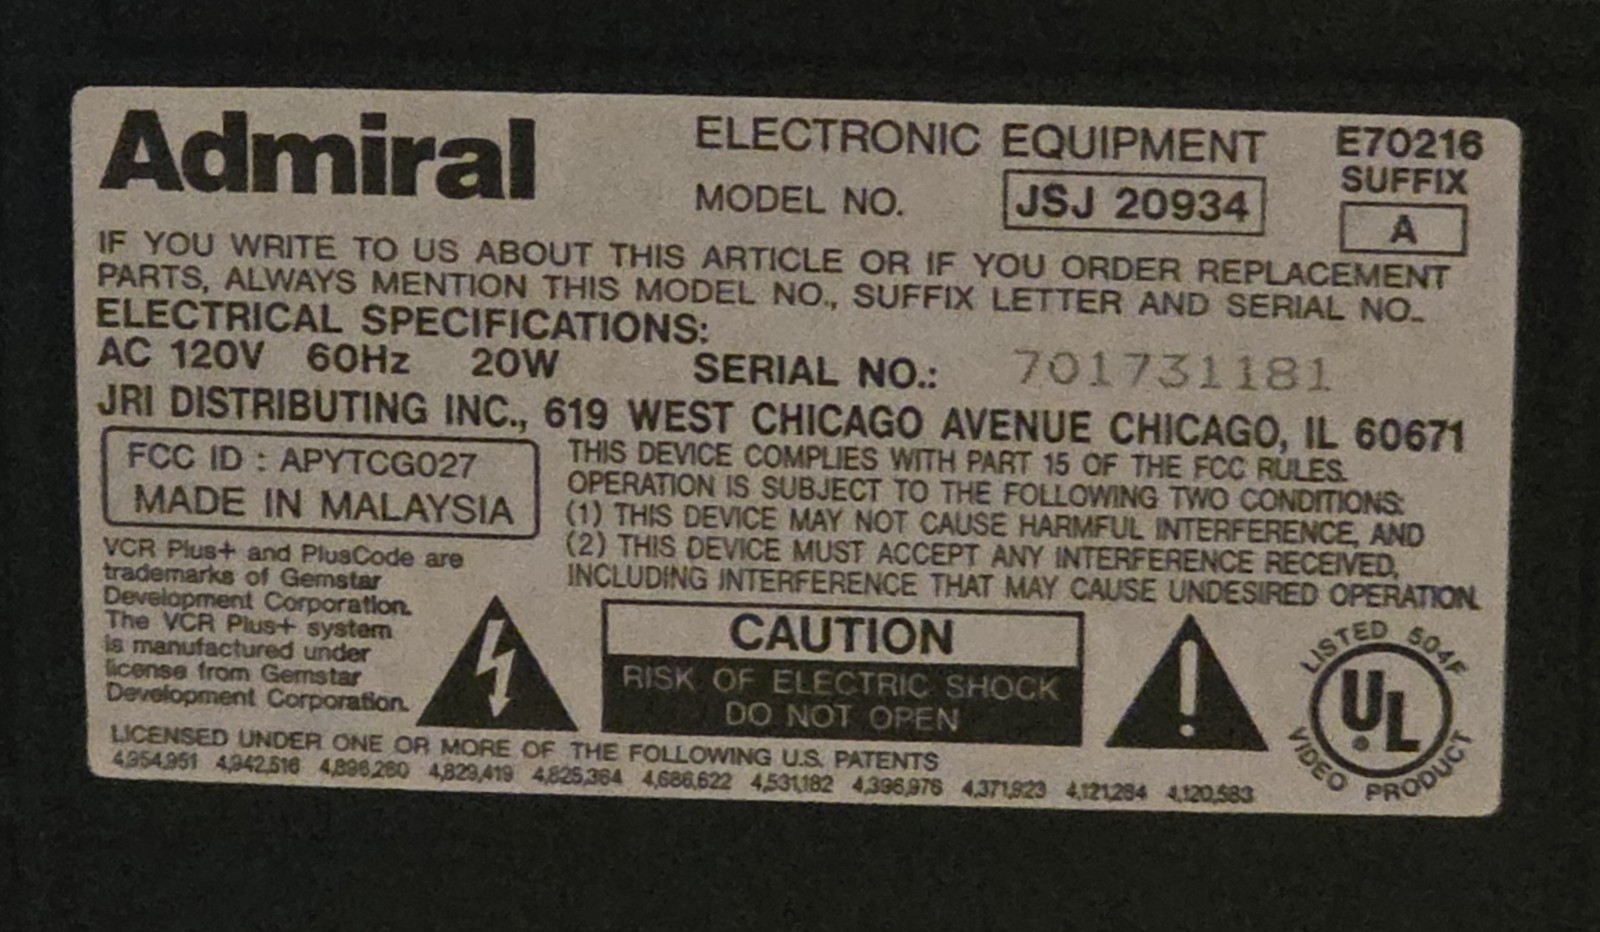 Admiral
ELECTRONIC EQUIPMENT
MODEL NO. JSJ 20934
E70216
SUFFIX
A
IF YOU WRITE TO US ABOUT THIS ARTICLE OR IF YOU ORDER REPLACEMENT
PARTS, ALWAYS MENTION THIS MODEL NO., SUFFIX LETTER AND SERIAL NO..
ELECTRICAL SPECIFICATIONS:
AC 120V 60Hz 20W SERIAL NO.: 701731181
JRI DISTRIBUTING INC., 619 WEST CHICAGO AVENUE CHICAGO, IL 60671
FCC ID : APYTCG027
MADE IN MALAYSIA
THIS DEVICE COMPLIES WITH PART 15 OF THE FCC RULES.
OPERATION IS SUBJECT TO THE FOLLOWING TWO CONDITIONS:
(1) THIS DEVICE MAY NOT CAUSE HARMFUL INTERFERENCE, AND
(2) THIS DEVICE MUST ACCEPT ANY INTERFERENCE RECEIVED,
INCLUDING INTERFERENCE THAT MAY CAUSE UNDESIRED OPERATION.
VCR Plus+ and PlusCode are
trademarks of Gemstar
Development Corporation.
The VCR Plus+ system
is manufactured under
license from Gemstar
Development Corporation.
CAUTION
RISK OF ELECTRIC SHOCK
DO NOT OPEN
LISTED 504F
UL
®
VIDEO PRODUCT
LICENSED UNDER ONE OR MORE OF THE FOLLOWING U.S. PATENTS
4,954,951 4,942,516 4,896,260 4,829,419 4,825,364 4,686,622 4,531,182 4,396,976 4,371,923 4,121,284 4,120,583